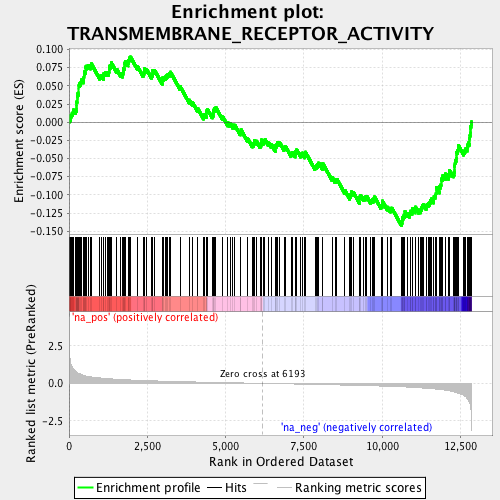 Enrichment plot:
TRANSMEMBRANE_RECEPTOR_ACTIVITY
Enrichment score (ES)
0.100
0.075
0.050
0.025
0.000
-0.025
-0.050
-0.075
-0.100
-0.125
-0.150
Ranked list metric (PreRanked)
'na_pos' (positively correlated)
2.5
0.0
-2.5
Zero cross at 6193
'na_neg' (negatively correlated)
0
2,500
5,000
7,500
10,000
12,500
Rank in Ordered Dataset
Enrichment profile
Hits
Ranking metric scores